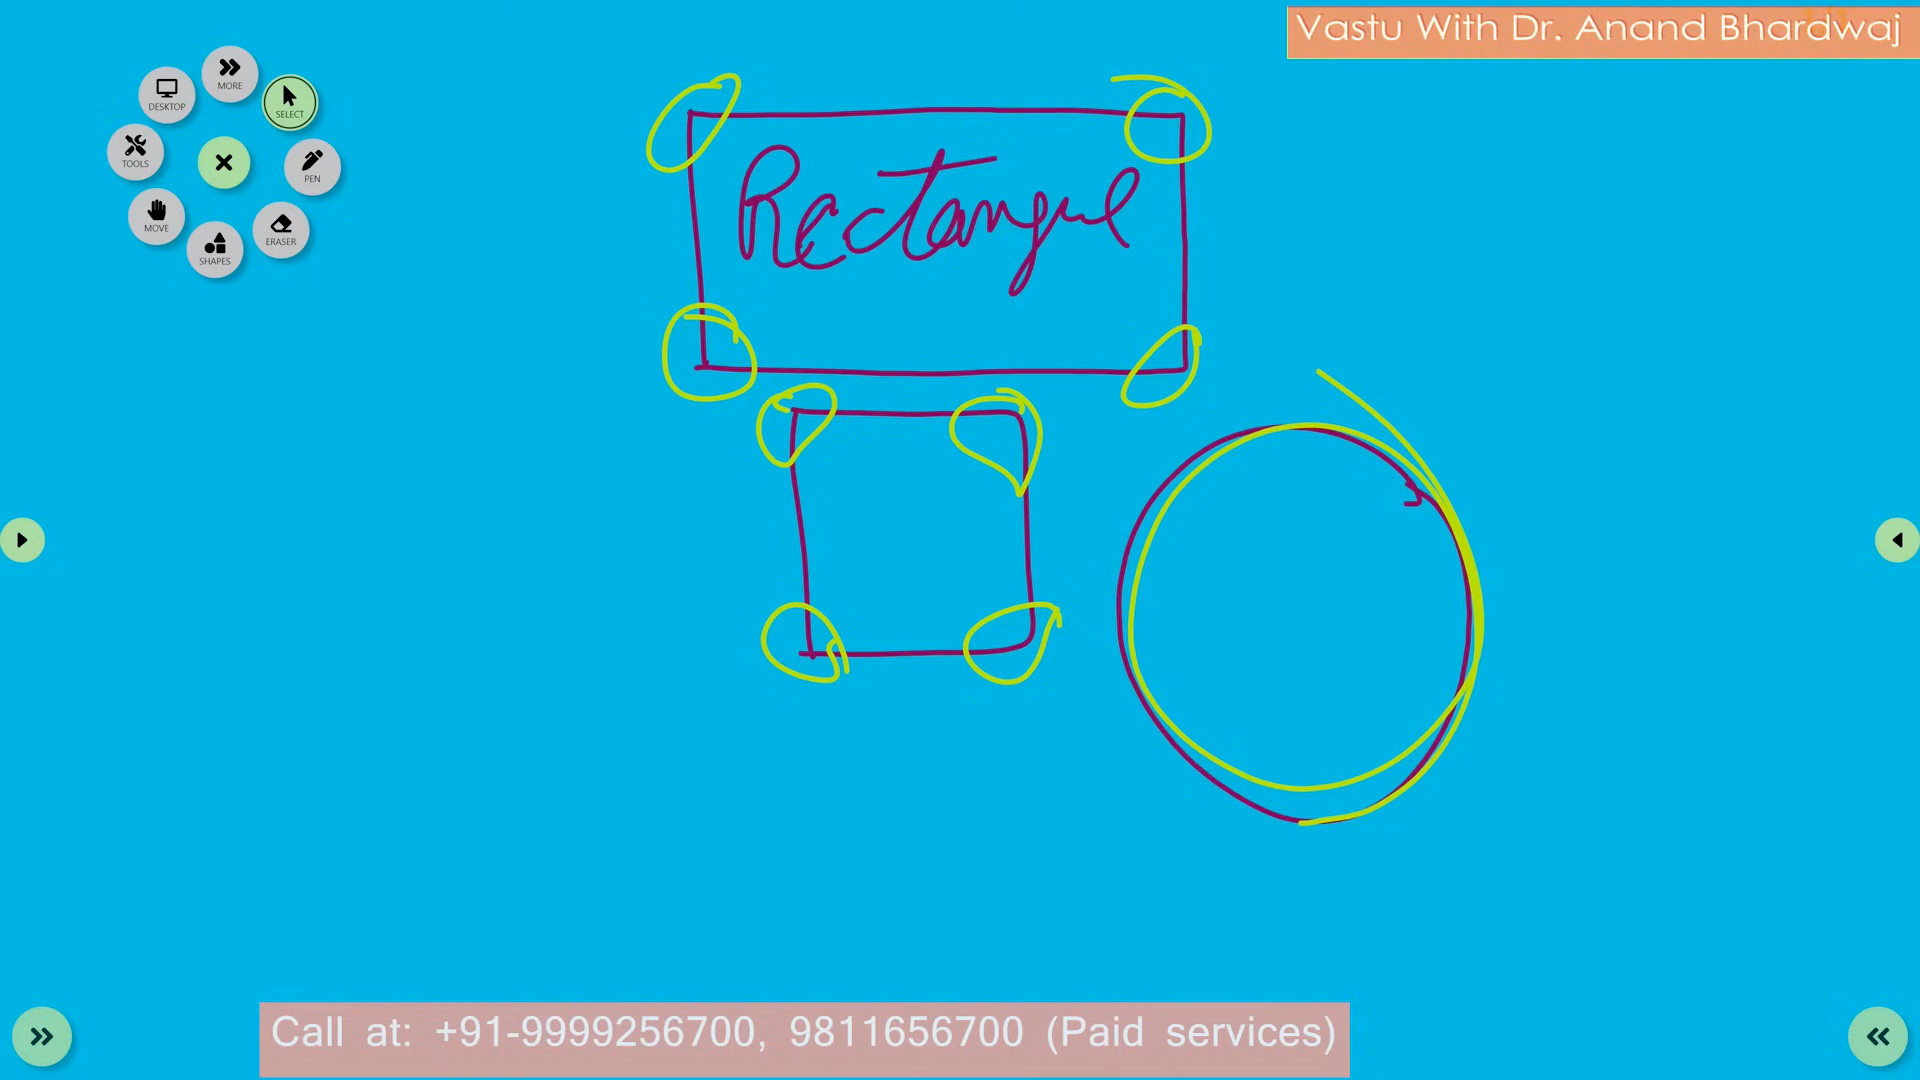 Vastu With Dr. Anand Bhardwaj
MORE
DESKTOP
SELECT
TOOLS
PEN
MOVE
ERASER
SHAPES
Call at: +91-9999256700, 9811656700 (Paid services)